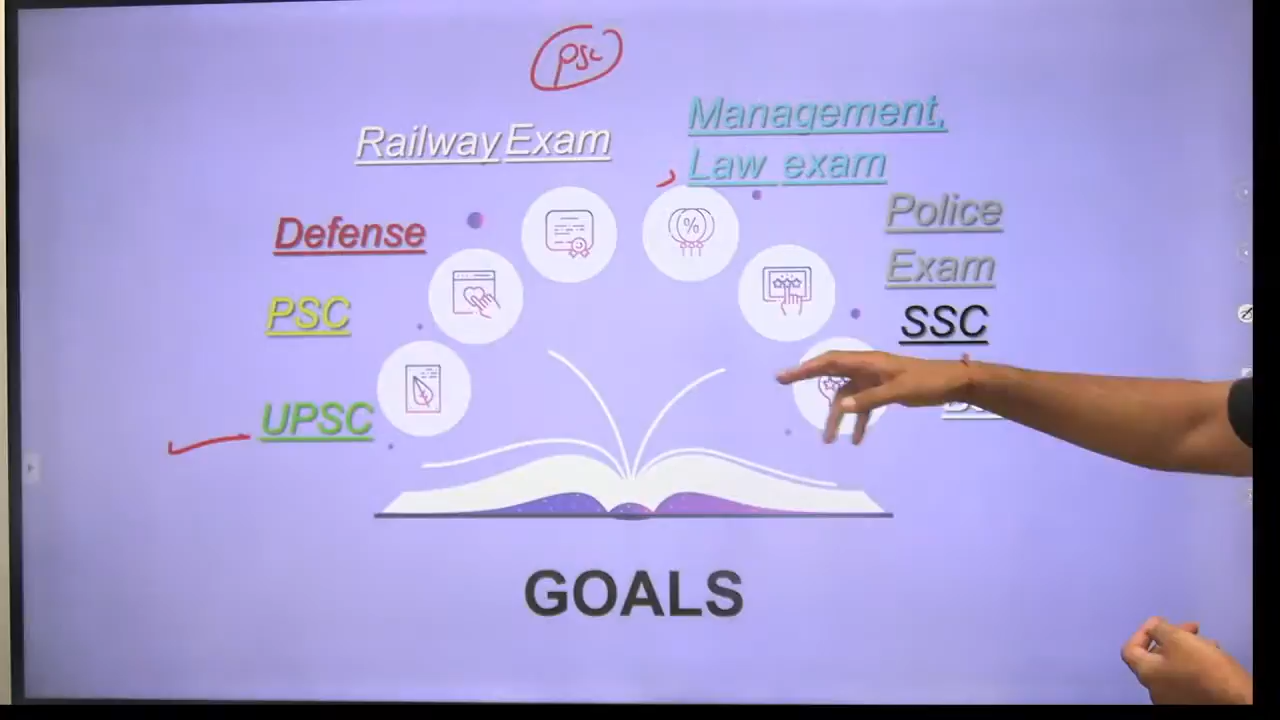 psc
Railway Exam
Management,
Law exam
Defense
Police
Exam
PSC
SSC
UPSC
%
GOALS